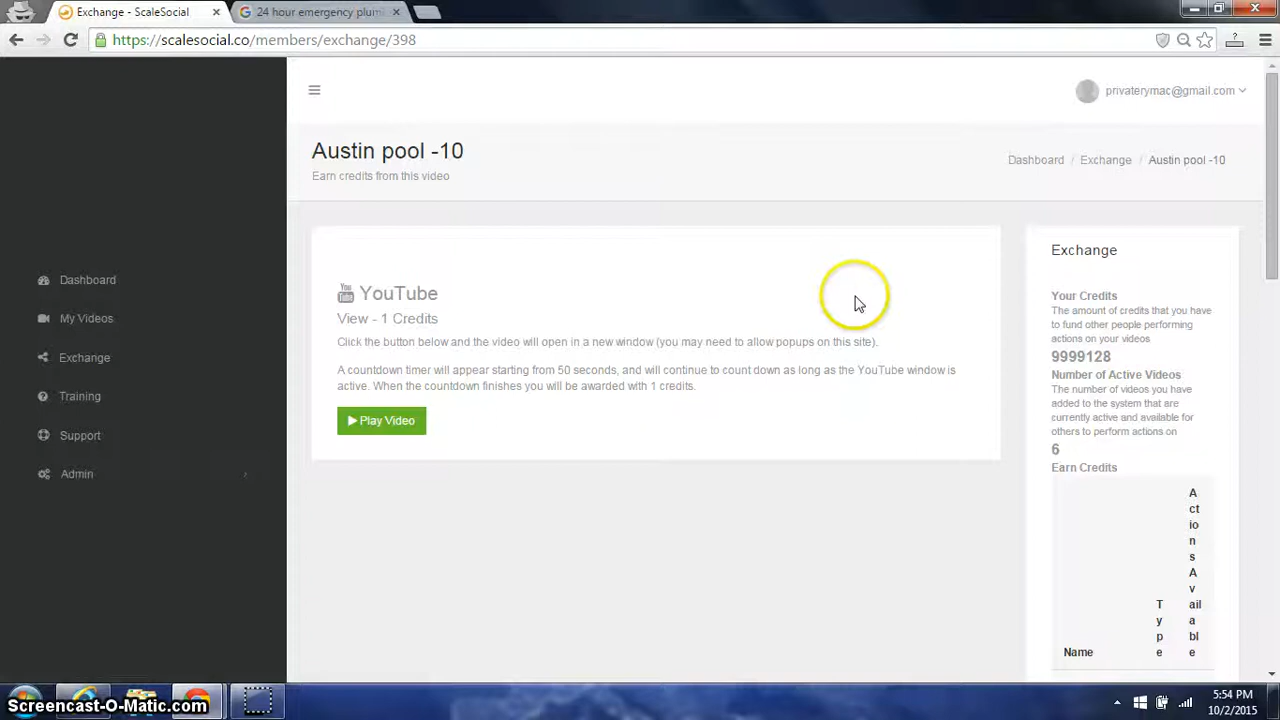 Exchange - ScaleSocial
24 hour emergency plum
https://scalesocial.co/members/exchange/398
privaterymac@gmail.com
Austin pool -10
Earn credits from this video
Dashboard / Exchange / Austin pool -10
Dashboard
My Videos
Exchange
Training
Support
Admin
You Tube YouTube
View - 1 Credits
Click the button below and the video will open in a new window (you may need to allow popups on this site).
A countdown timer will appear starting from 50 seconds, and will continue to count down as long as the YouTube window is
active. When the countdown finishes you will be awarded with 1 credits.
Play Video
Exchange
Your Credits
The amount of credits that you have
to fund other people performing
actions on your videos
9999128
Number of Active Videos
The number of videos you have
added to the system that are
currently active and available for
others to perform actions on
6
Earn Credits
Name
T
y
p
e
A
ct
io
n
s
A
v
ail
a
bl
e
Screencast-O-Matic.com
5:54 PM
10/2/2015